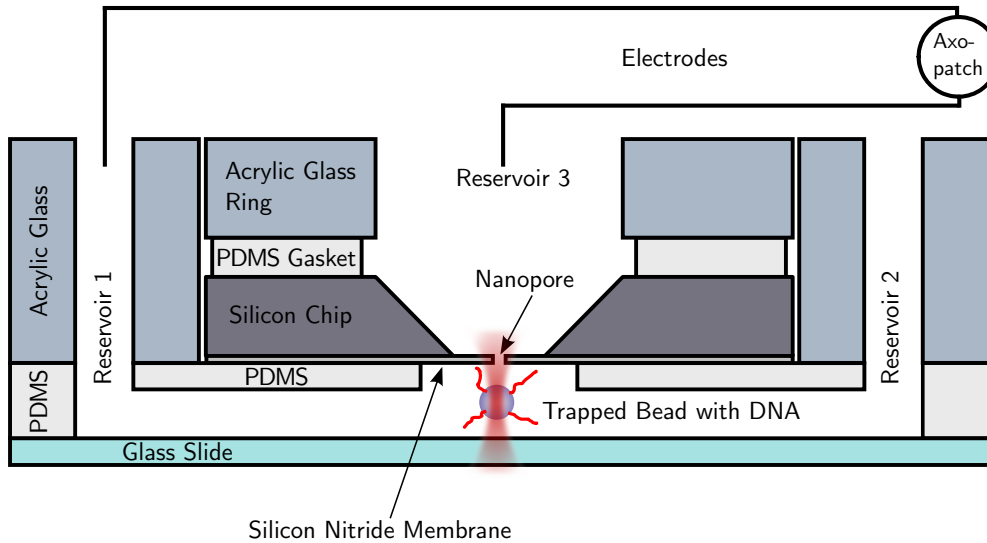 Axo-
patch
Electrodes
Acrylic Glass
Ring
Reservoir 3
Acrylic Glass
PDMS Gasket
Nanopore
Reservoir 1
Silicon Chip
Reservoir 2
PDMS
PDMS
Trapped Bead with DNA
Glass Slide
Silicon Nitride Membrane